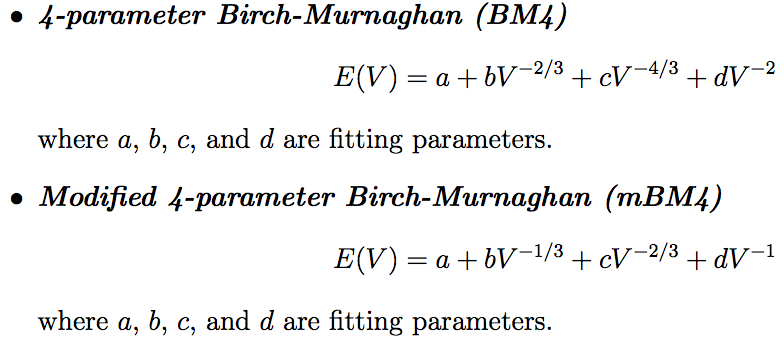 • 4-parameter Birch-Murnaghan (BM4)
E(V) = a + bV^{-2/3} + cV^{-4/3} + dV^{-2}
where a, b, c, and d are fitting parameters.
• Modified 4-parameter Birch-Murnaghan (mBM4)
E(V) = a + bV^{-1/3} + cV^{-2/3} + dV^{-1}
where a, b, c, and d are fitting parameters.